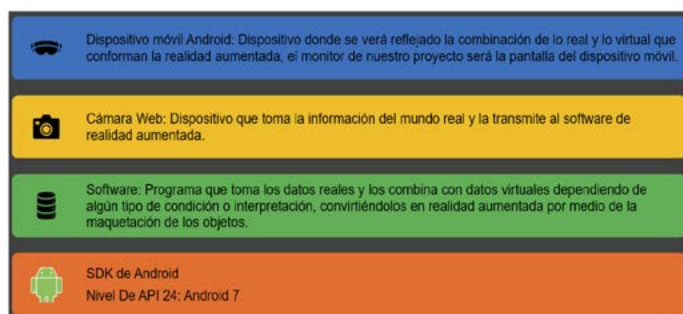 Dispositivo móvil Android: Dispositivo donde se verá reflejado la combinación de lo real y lo virtual que
conforman la realidad aumentada, el monitor de nuestro proyecto será la pantalla del dispositivo móvil.
Cámara Web: Dispositivo que toma la información del mundo real y la transmite al software de
realidad aumentada.
Software: Programa que toma los datos reales y los combina con datos virtuales dependiendo de
algún tipo de condición o interpretación, convirtiéndolos en realidad aumentada por medio de la
maquetación de los objetos.
SDK de Android
Nivel De API 24: Android 7